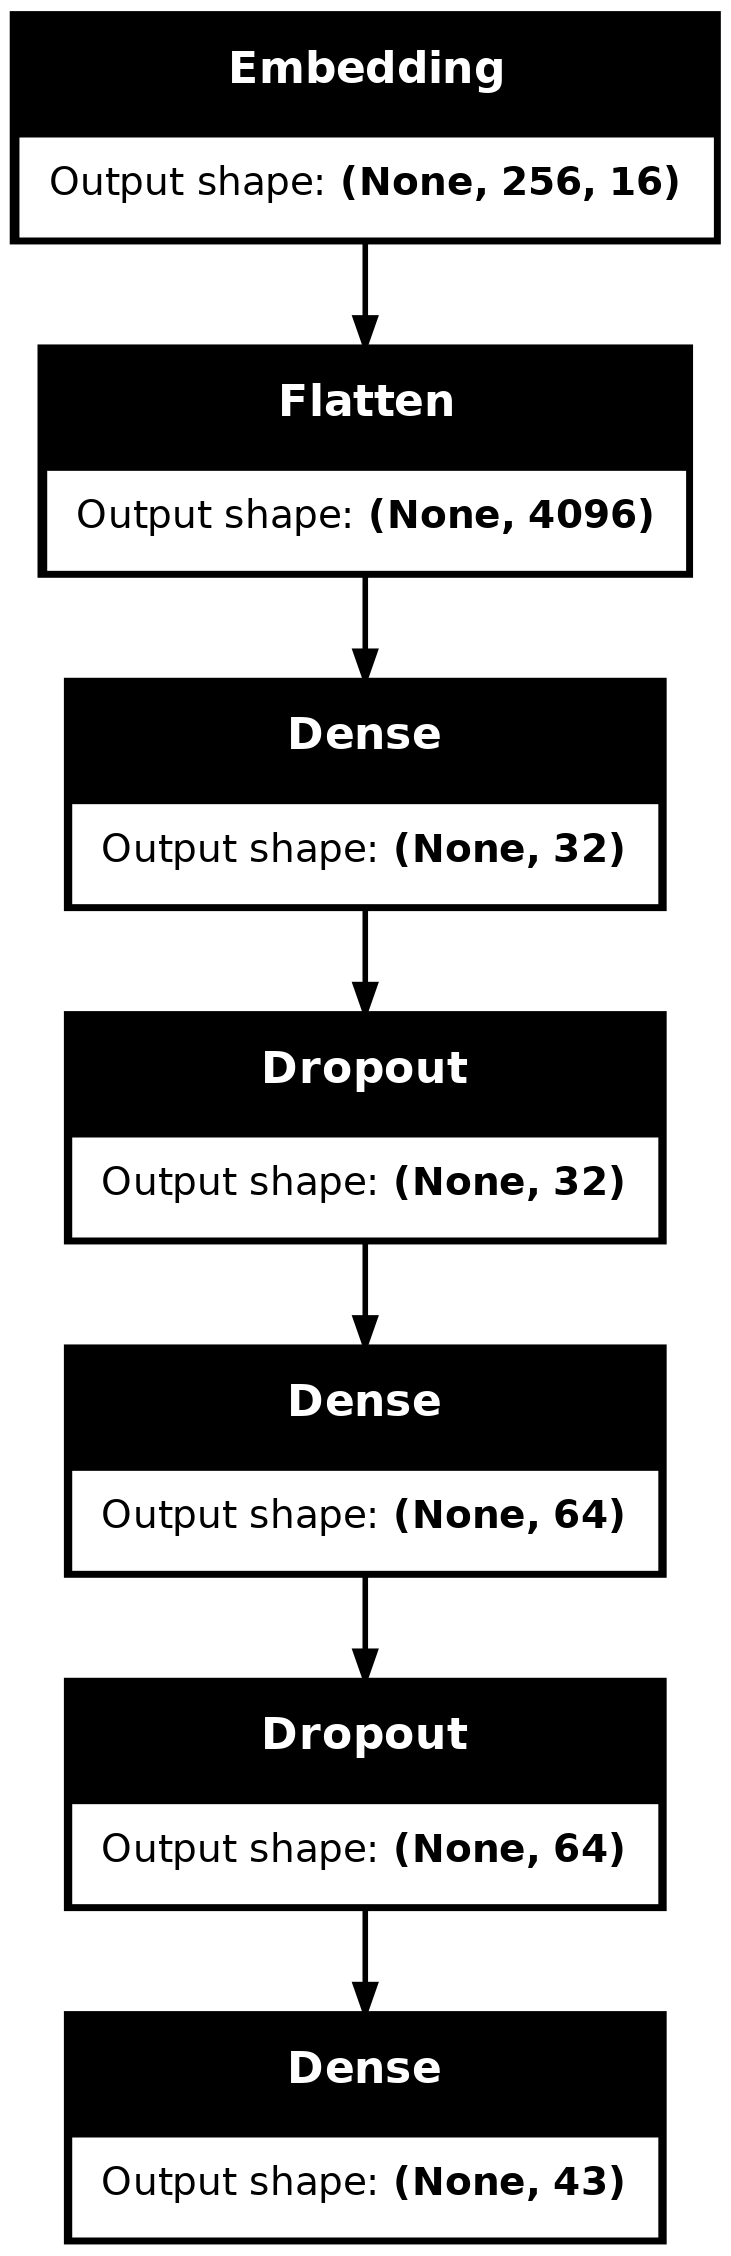 Embedding
Output shape: (None, 256, 16)
Flatten
Output shape: (None, 4096)
Dense
Output shape: (None, 32)
Dropout
Output shape: (None, 32)
Dense
Output shape: (None, 64)
Dropout
Output shape: (None, 64)
Dense
Output shape: (None, 43)